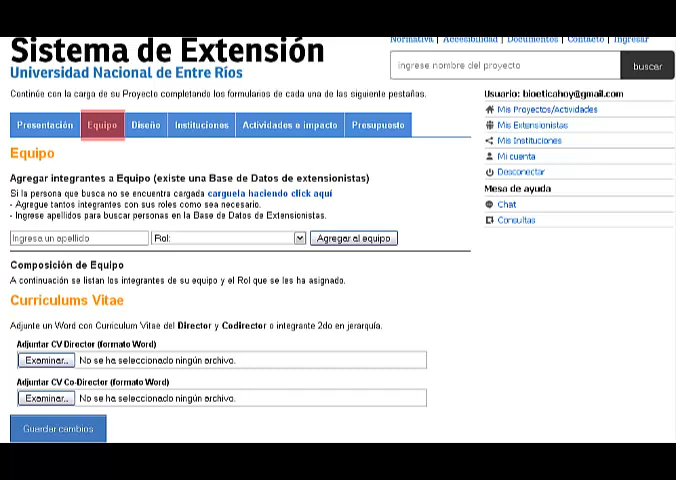 Normativa | Accesibilidad | Documentos | Contacto | Ingresar
Sistema de Extensión
Universidad Nacional de Entre Ríos
ingrese nombre del proyecto
buscar
Continúe con la carga de su Proyecto completando los formularios de cada una de las siguiente pestañas.
Presentación
Equipo
Diseño
Instituciones
Actividades e impacto
Presupuesto
Equipo
Agregar integrantes a Equipo (existe una Base de Datos de extensionistas)
Si la persona que busca no se encuentra cargada carguela haciendo click aquí
- Agregue tantos integrantes con sus roles como sea necesario.
- Ingrese apellidos para buscar personas en la Base de Datos de Extensionistas.
Ingrese un apellido
Rol:
Agregar al equipo
Composición de Equipo
A continuación se listan los integrantes de su equipo y el Rol que se les ha asignado.
Curriculums Vitae
Adjunte un Word con Curriculum Vitae del Director y Codirector o integrante 2do en jerarquía.
Adjuntar CV Director (formato Word)
Examinar.. No se ha seleccionado ningún archivo.
Adjuntar CV Co-Director (formato Word)
Examinar.. No se ha seleccionado ningún archivo.
Guardar cambios
Usuario: bioeticahoy@gmail.com
Mis Proyectos/Actividades
Mis Extensionistas
Mis Instituciones
Mi cuenta
Desconectar
Mesa de ayuda
Chat
Consultas